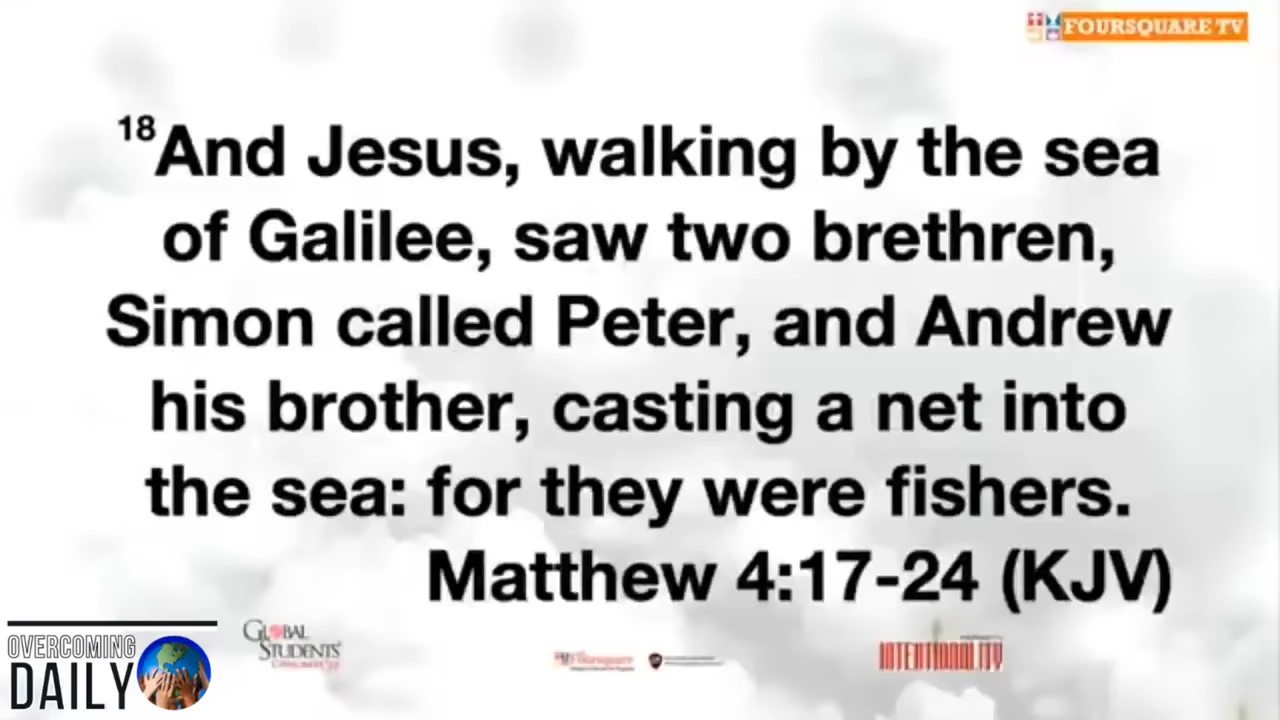 FOURSQUARE TV
18And Jesus, walking by the sea
of Galilee, saw two brethren,
Simon called Peter, and Andrew
his brother, casting a net into
the sea: for they were fishers.
Matthew 4:17-24 (KJV)
OVERCOMING
DAILY
GLOBAL
STUDENTS'
Foursquare
INTENTIONALITY